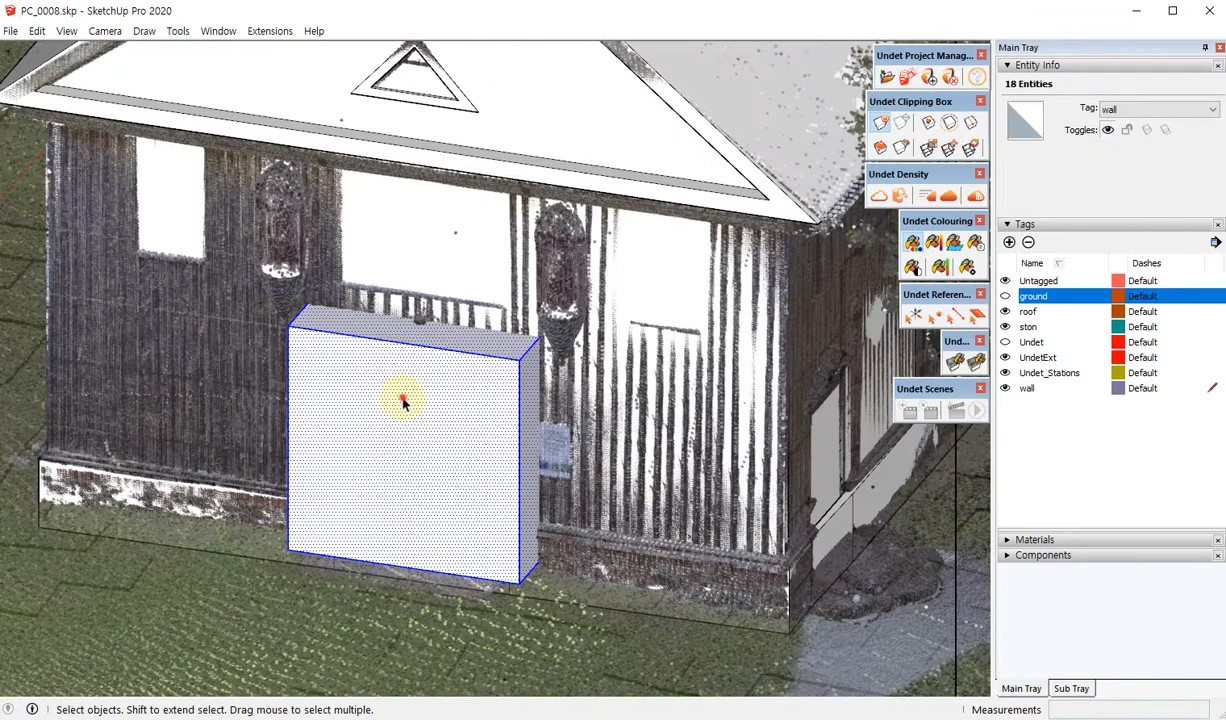 PC_0008.skp - SketchUp Pro 2020
File Edit View Camera Draw Tools Window Extensions Help
Undet Project Manag...
Undet Clipping Box
Undet Density
Undet Colouring
Undet Referen...
Und...
Undet Scenes
Main Tray
Entity Info
18 Entities
Tag: wall
Toggles:
Tags
Name Dashes
Untagged Default
ground Default
roof Default
ston Default
Undet Default
UndetExt Default
Undet_Stations Default
wall Default
Materials
Components
Main Tray Sub Tray
Select objects. Shift to extend select. Drag mouse to select multiple.
Measurements